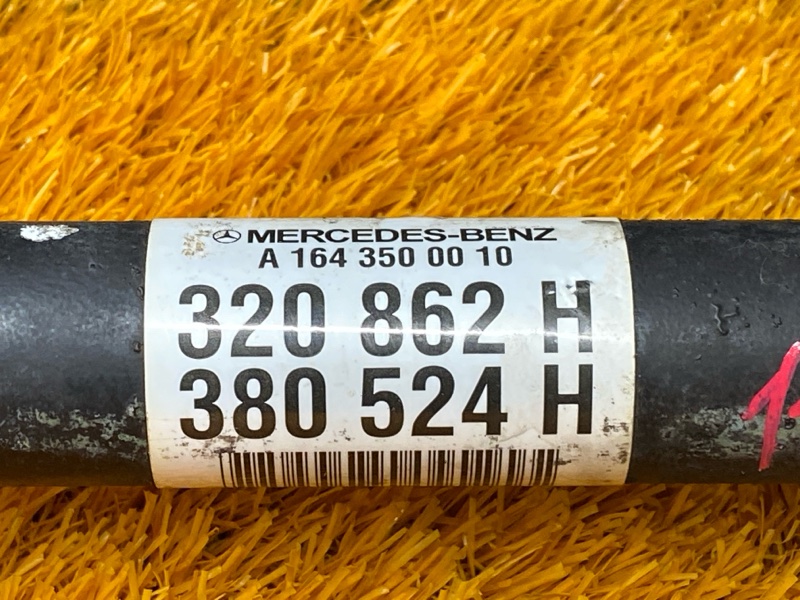 MERCEDES-BENZ
A 164 350 00 10
320 862 H
380 524 H